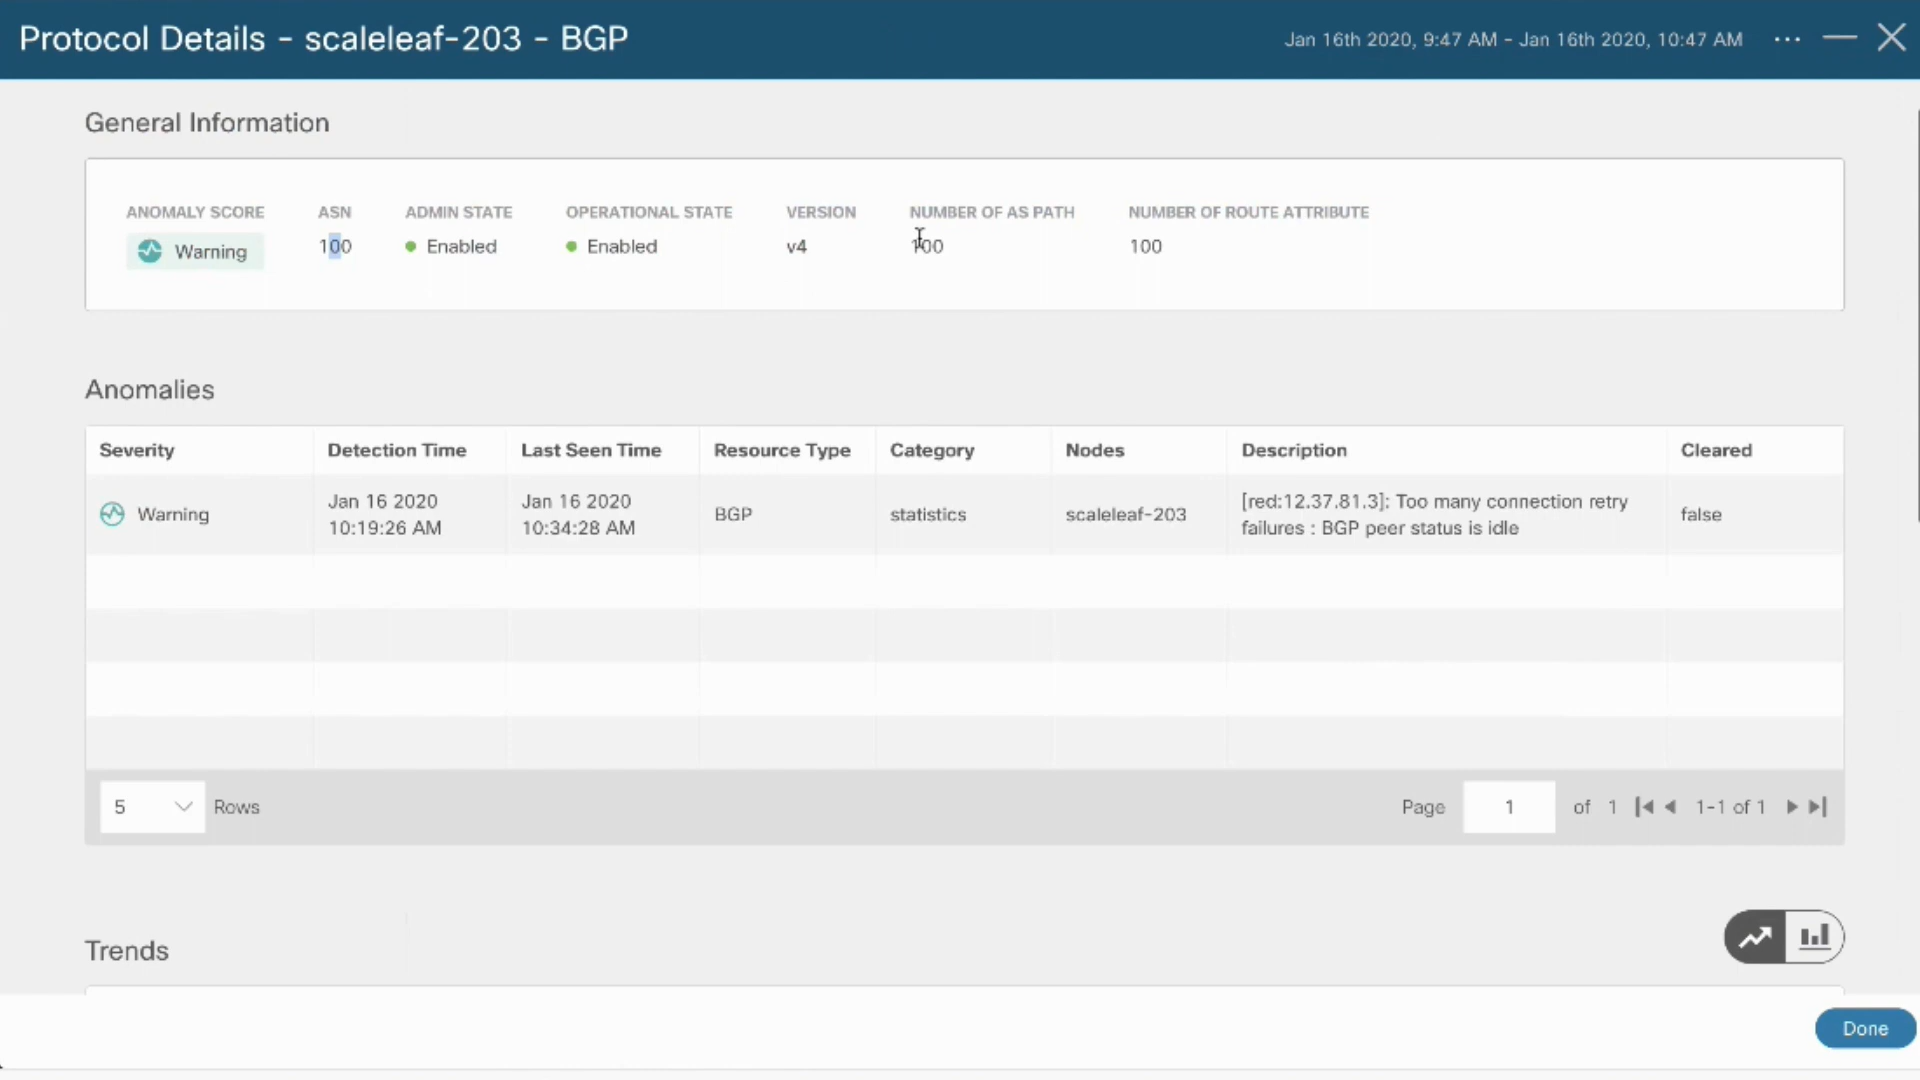 Protocol Details - scaleleaf-203 - BGP
Jan 16th 2020, 9:47 AM - Jan 16th 2020, 10:47 AM
General Information
ANOMALY SCORE ASN ADMIN STATE OPERATIONAL STATE VERSION NUMBER OF AS PATH NUMBER OF ROUTE ATTRIBUTE
Warning 100 Enabled Enabled v4 100 100
Anomalies
Severity Detection Time Last Seen Time Resource Type Category Nodes Description Cleared
Warning Jan 16 2020 10:19:26 AM Jan 16 2020 10:34:28 AM BGP statistics scaleleaf-203 [red:12.37.81.3]: Too many connection retry failures : BGP peer status is idle false
5 Rows Page 1 of 1 1-1 of 1
Trends
Done